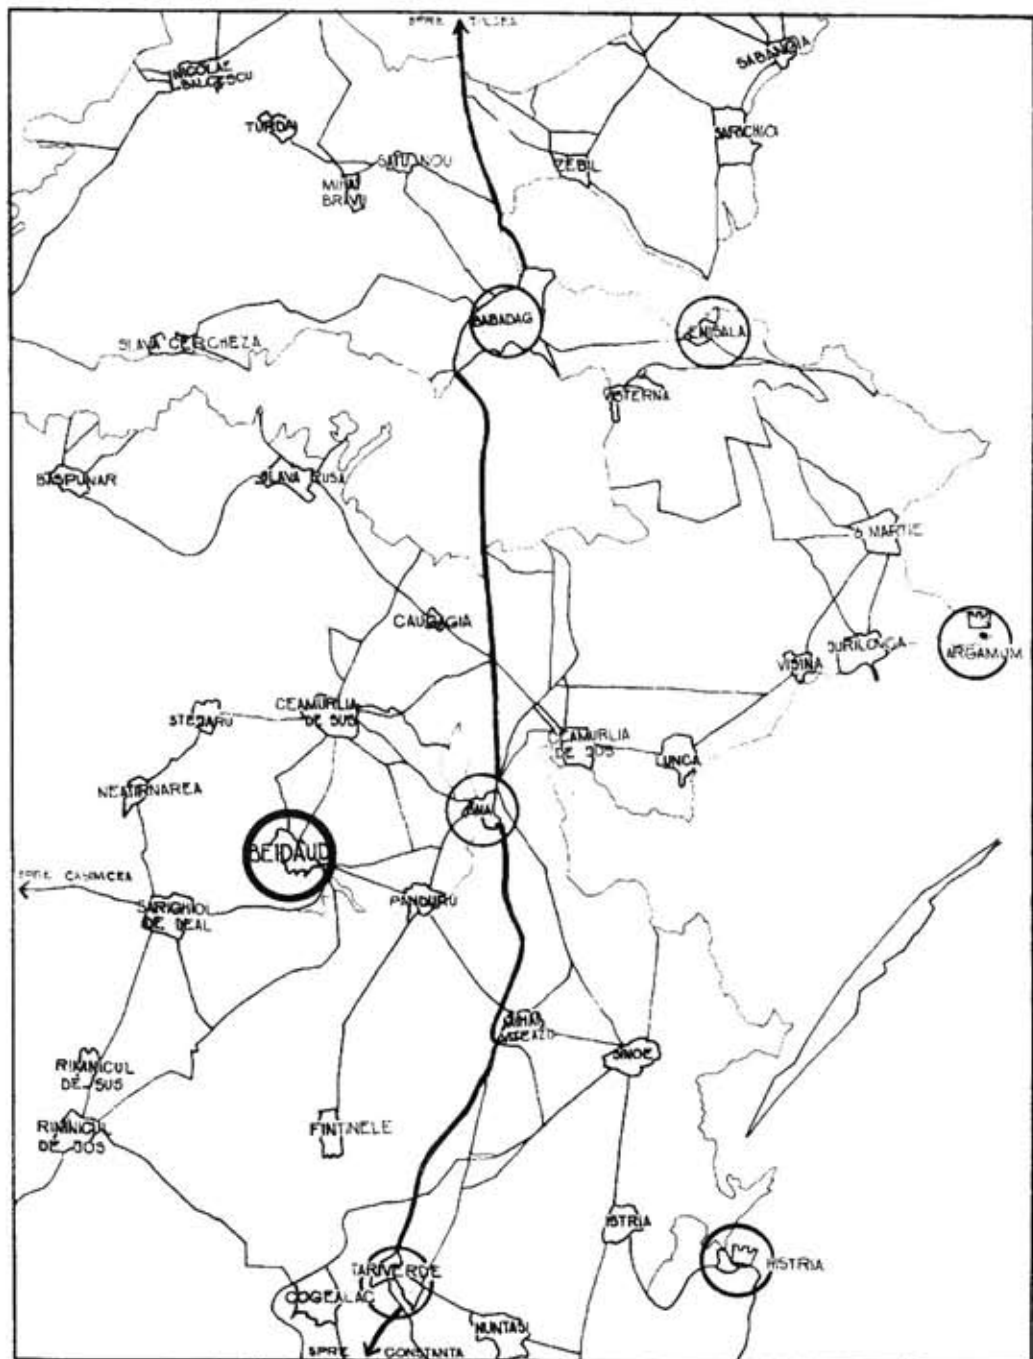 SPRE TULCEA
SABANGIA
NICOLAE
BALCESCU
TURDA
SARICHIOI
SATU NOU
ZEBIL
MIHAI
BRAVU
BABADAG
ENISALA
SLAVA CERCHEZA
VISTERNA
BASPUNAR
SLAVA RUSA
6 MARTIE
CAUGAGIA
JURILOVCA
ARGAMUM
VISINA
CEAMURLIA
DE SUS
STEJARU
CEAMURLIA
DE JOS
LUNCA
NEATIRNAREA
BAIA
BEIDAUD
SPRE CASIMCEA
PANDURU
SARIGHIOL
DE DEAL
MIHAI
VITEAZU
SINOE
RIMNICUL
DE SUS
FINTINELE
RIMNICUL
DE JOS
ISTRIA
HISTRIA
TARIVERDE
COGEALAC
NUNTASI
SPRE CONSTANTA